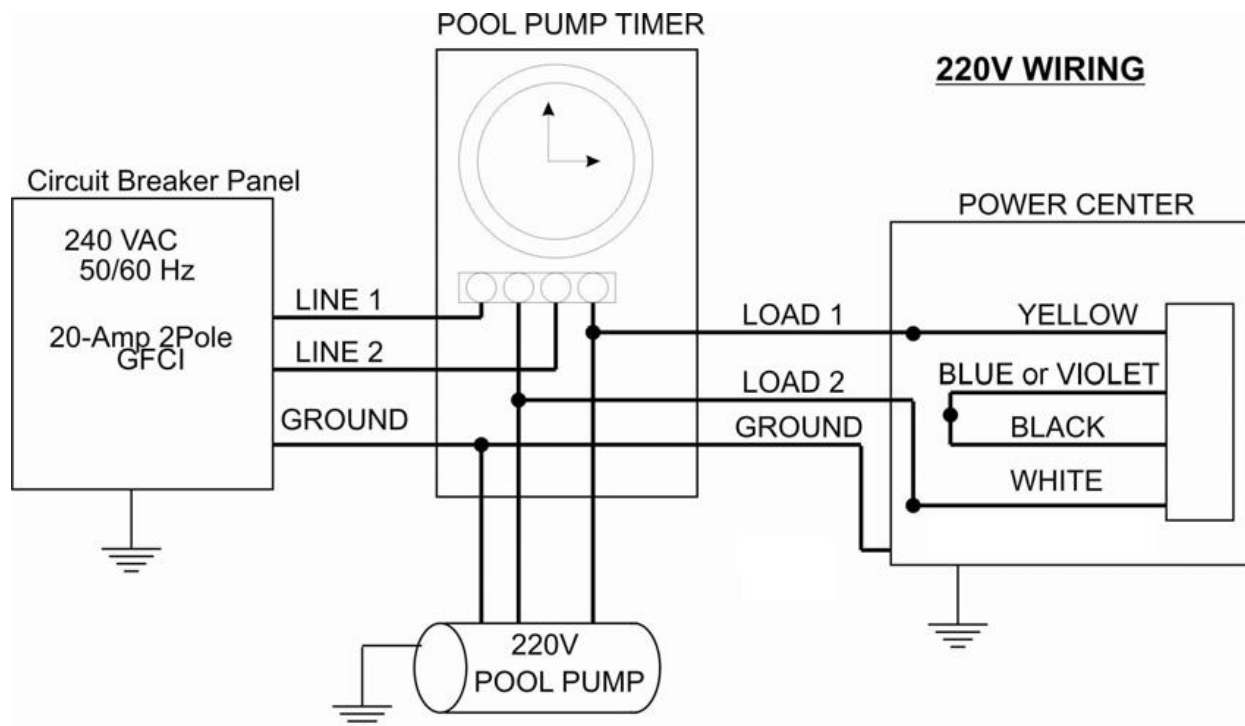 POOL PUMP TIMER
220V WIRING
Circuit Breaker Panel
240 VAC
50/60 Hz
20-Amp 2Pole
GFCI
LINE 1
LINE 2
GROUND
LOAD 1
LOAD 2
GROUND
POWER CENTER
YELLOW
BLUE or VIOLET
BLACK
WHITE
220V
POOL PUMP